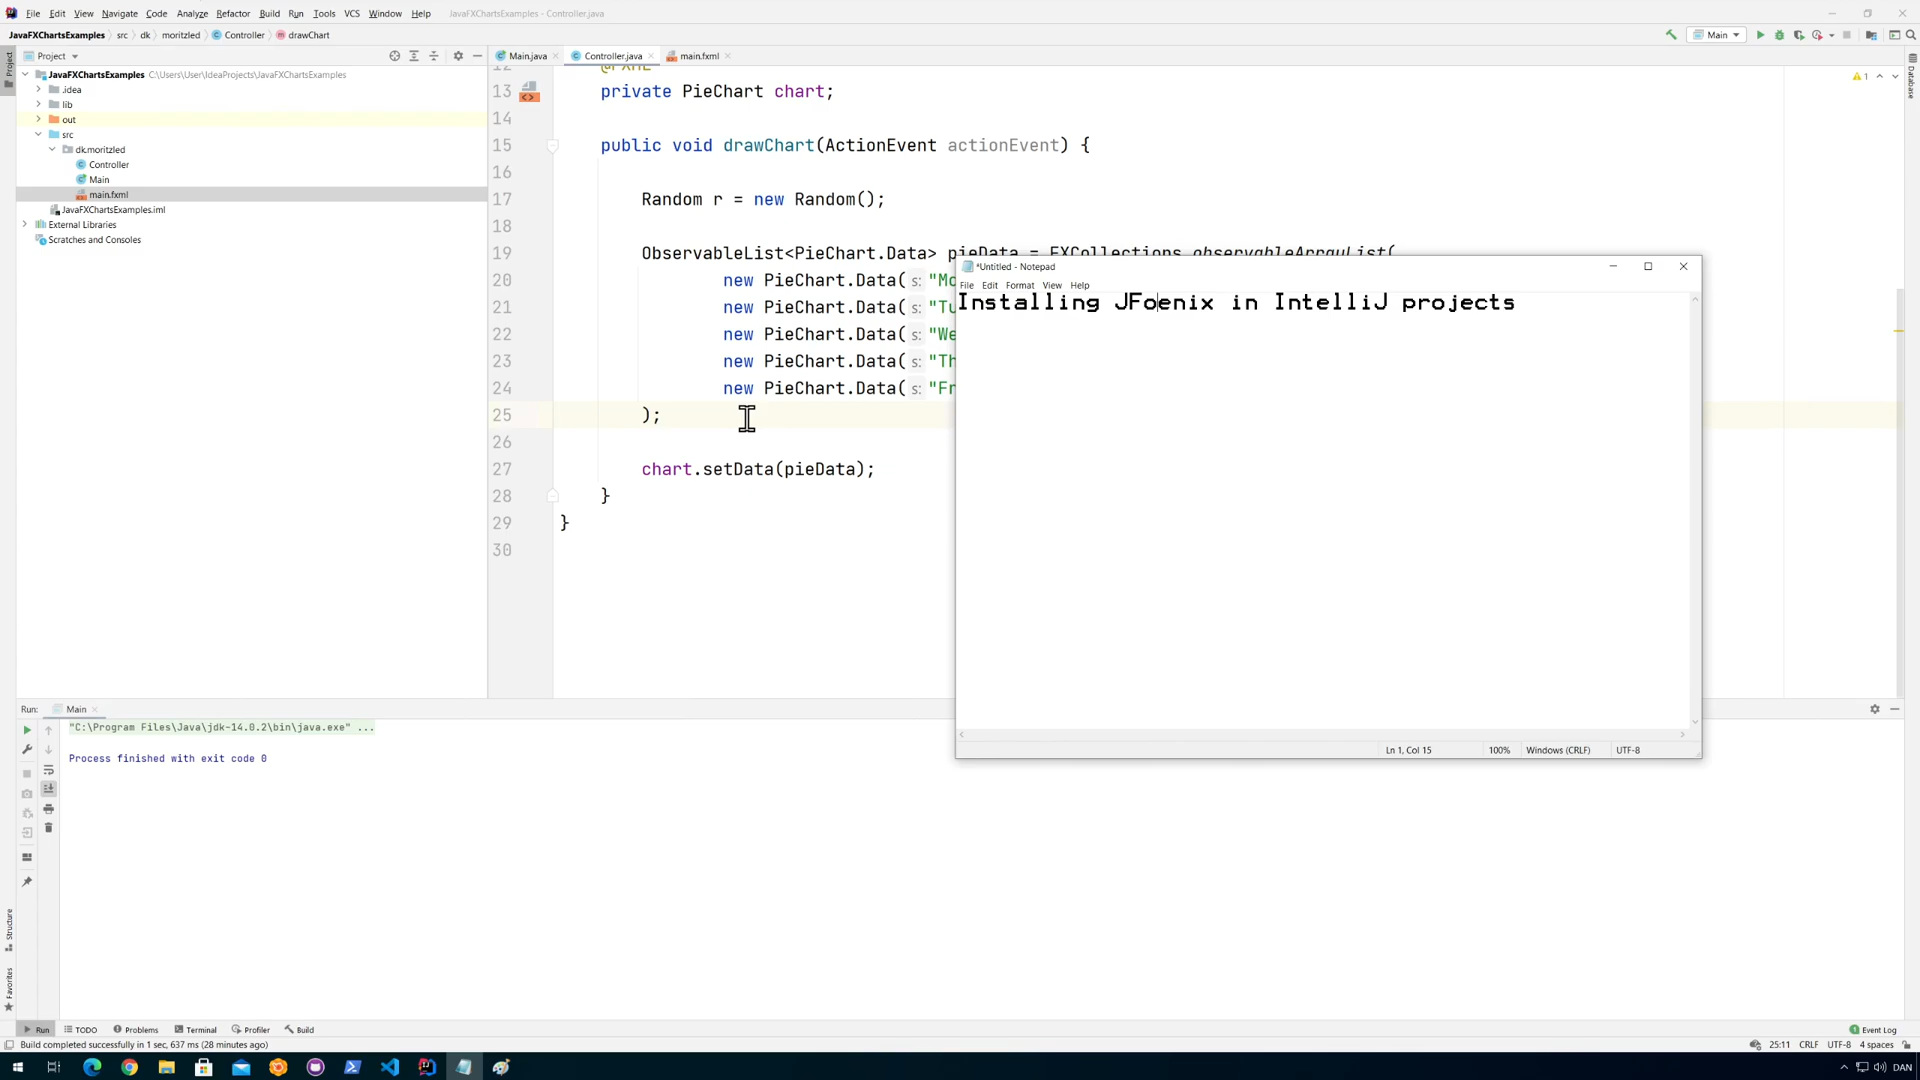 File Edit View Navigate Code Analyze Refactor Build Run Tools VCS Window Help JavaFXChartsExamples - Controller.java
JavaFXChartsExamples src dk moritzled Controller drawChart Main
Project Main.java Controller.java main.fxml
Project
Database
JavaFXChartsExamples C:\Users\User\IdeaProjects\JavaFXChartsExamples
.idea
lib
out
src
dk.moritzled
Controller
Main
main.fxml
JavaFXChartsExamples.iml
External Libraries
Scratches and Consoles
1
12 @FXML
13 private PieChart chart;
14
15 public void drawChart(ActionEvent actionEvent) {
16
17 Random r = new Random();
18
19 ObservableList<PieChart.Data> pieData = FXCollections.observableArrayList(
20 new PieChart.Data( s: "Mo
21 new PieChart.Data( s: "Tu
22 new PieChart.Data( s: "We
23 new PieChart.Data( s: "Th
24 new PieChart.Data( s: "Fr
25 );
26
27 chart.setData(pieData);
28 }
29 }
30
*Untitled - Notepad
File Edit Format View Help
Installing JFoenix in IntelliJ projects
Ln 1, Col 15 100% Windows (CRLF) UTF-8
Run: Main
"C:\Program Files\Java\jdk-14.0.2\bin\java.exe" ...
Process finished with exit code 0
Structure
Favorites
Run TODO Problems Terminal Profiler Build Event Log
Build completed successfully in 1 sec, 637 ms (28 minutes ago) 25:11 CRLF UTF-8 4 spaces
DAN